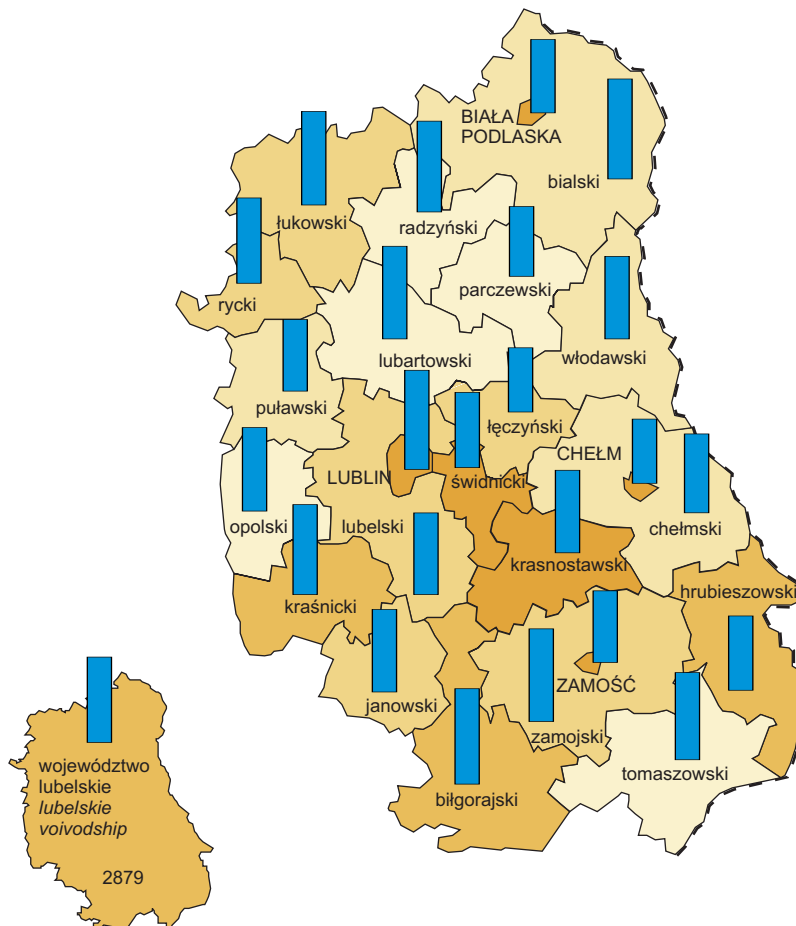 BIAŁA
PODLASKA
bialski
łukowski
radzyński
parczewski
rycki
lubartowski
włodawski
puławski
łęczyński
CHEŁM
LUBLIN
świdnicki
opolski
lubelski
chełmski
krasnostawski
hrubieszowski
kraśnicki
ZAMOŚĆ
janowski
zamojski
tomaszowski
biłgorajski
województwo
lubelskie
lubelskie
voivodship
2879